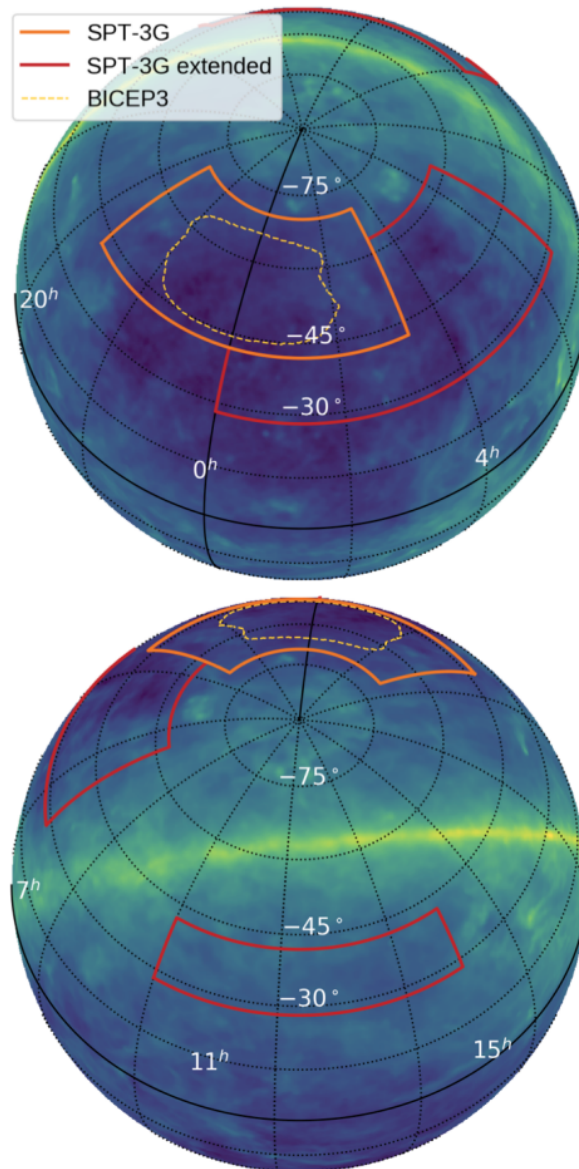 SPT-3G
SPT-3G extended
BICEP3
−75°
20ʰ
−45°
−30°
0ʰ
4ʰ
−75°
7ʰ
−45°
−30°
11ʰ
15ʰ